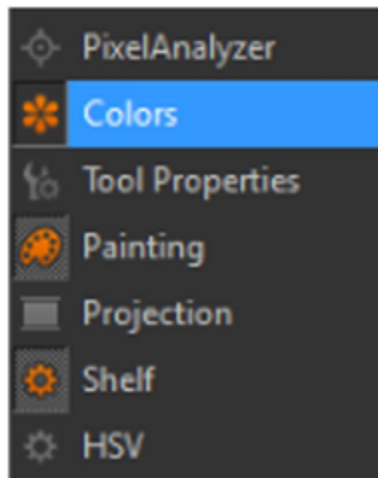 PixelAnalyzer
Colors
Tool Properties
Painting
Projection
Shelf
HSV